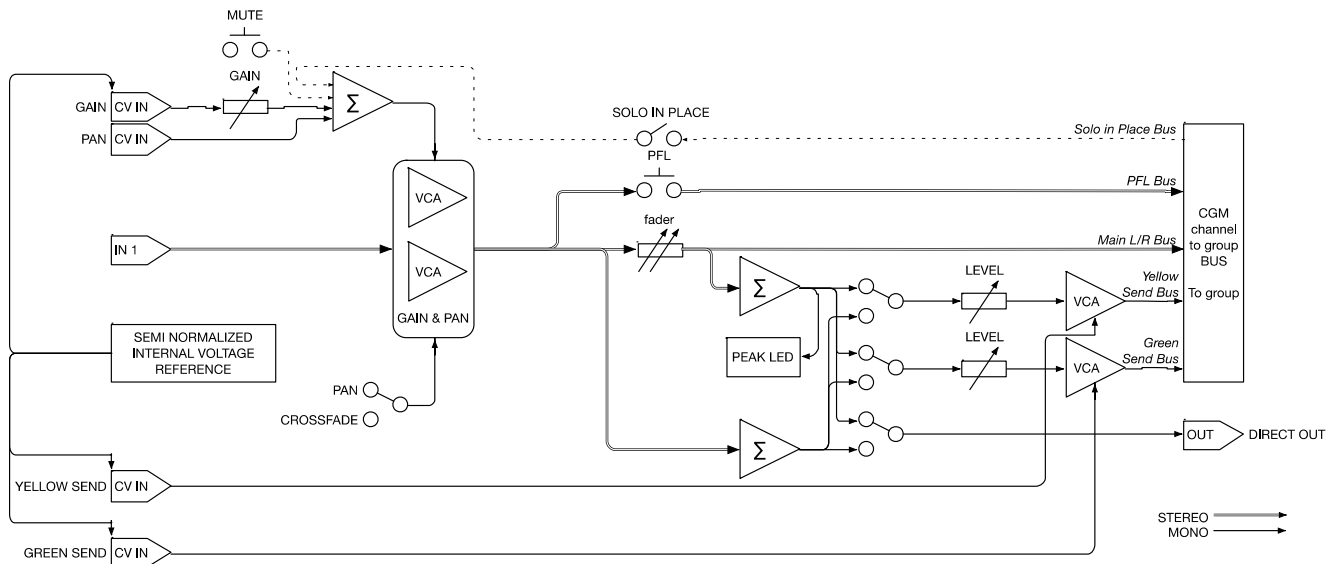 MUTE
GAIN
GAIN
CV IN
PAN
CV IN
Σ
SOLO IN PLACE
Solo in Place Bus
PFL
PFL Bus
VCA
VCA
GAIN & PAN
IN 1
fader
Main L/R Bus
CGM
channel
to group
BUS
To group
Σ
LEVEL
VCA
Yellow
Send Bus
SEMI NORMALIZED
INTERNAL VOLTAGE
REFERENCE
PEAK LED
LEVEL
VCA
Green
Send Bus
PAN
CROSSFADE
Σ
OUT
DIRECT OUT
YELLOW SEND
CV IN
GREEN SEND
CV IN
STEREO
MONO